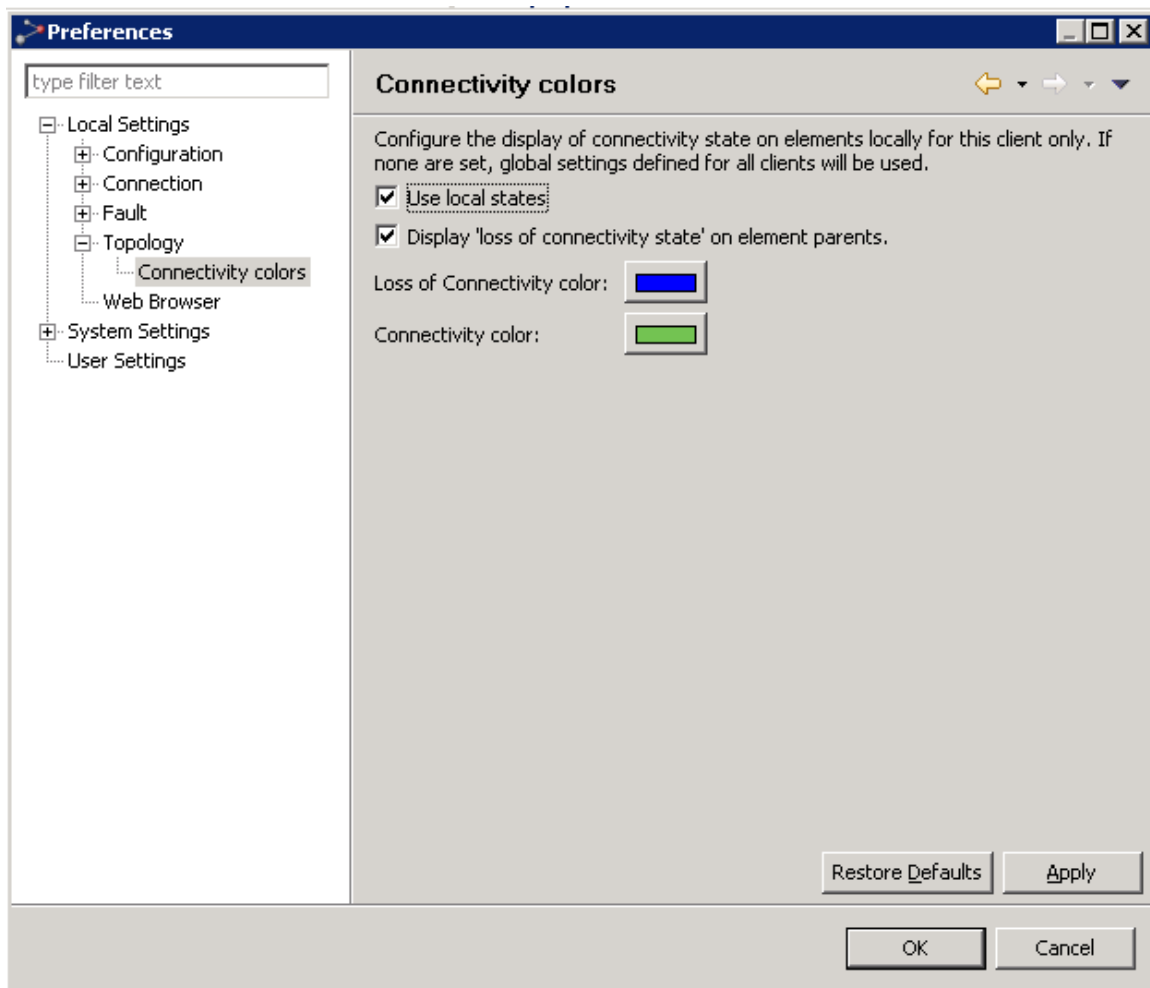 Preferences
type filter text
Local Settings
Configuration
Connection
Fault
Topology
Connectivity colors
Web Browser
System Settings
User Settings
Connectivity colors
Configure the display of connectivity state on elements locally for this client only. If
none are set, global settings defined for all clients will be used.
Use local states
Display 'loss of connectivity state' on element parents.
Loss of Connectivity color:
Connectivity color:
Restore Defaults
Apply
OK
Cancel